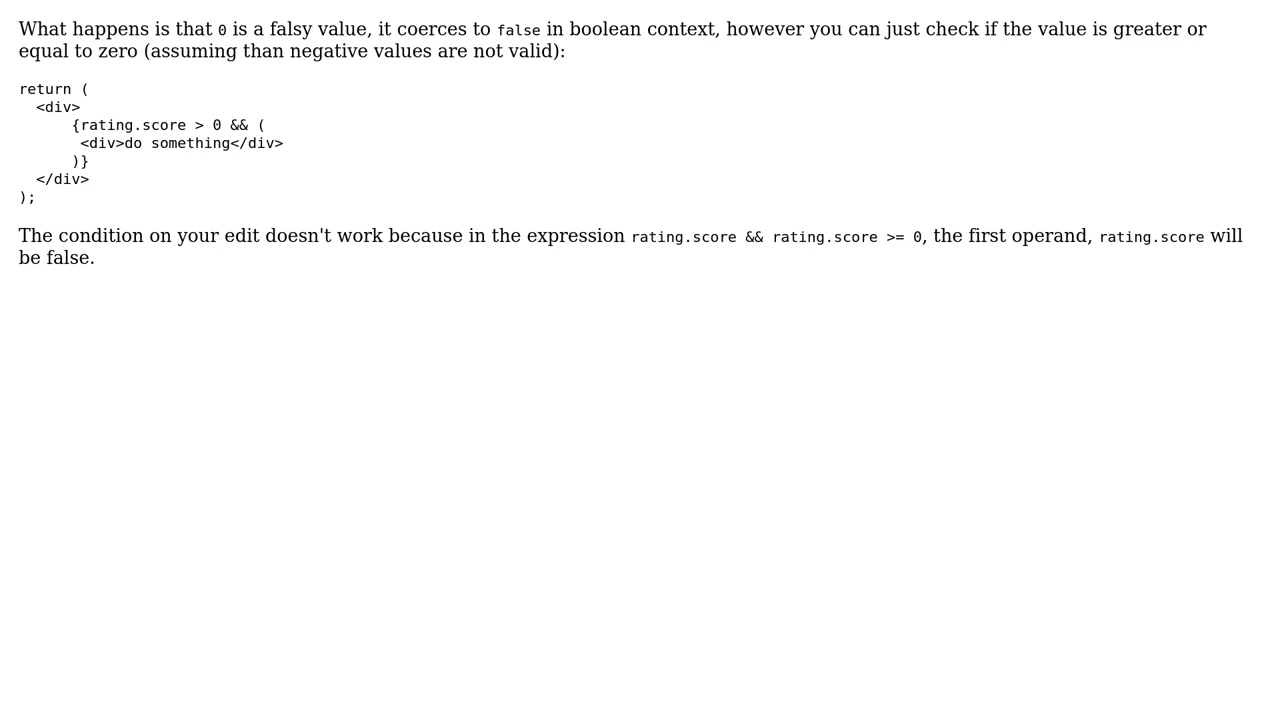 What happens is that 0 is a falsy value, it coerces to false in boolean context, however you can just check if the value is greater or
equal to zero (assuming than negative values are not valid):
return (
  <div>
      {rating.score > 0 && (
       <div>do something</div>
      )}
  </div>
);
The condition on your edit doesn't work because in the expression rating.score && rating.score >= 0, the first operand, rating.score will
be false.